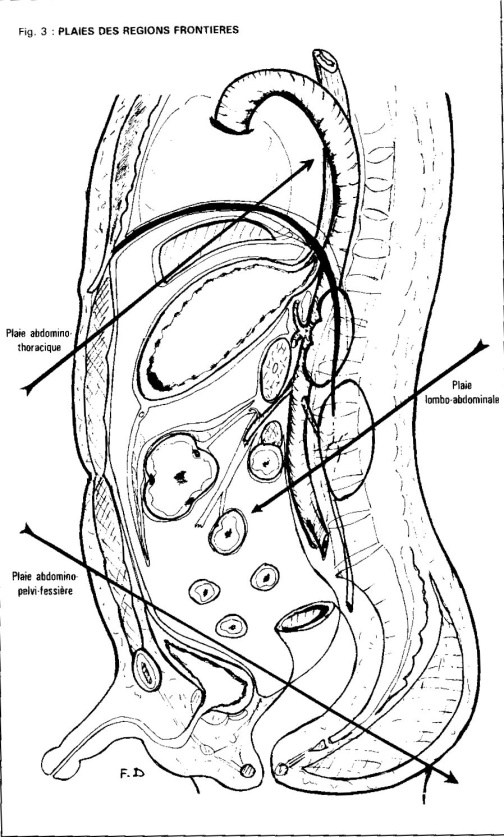 Fig. 3 : PLAIES DES REGIONS FRONTIERES
Plaie abdomino-
thoracique
Plaie
lombo-abdominale
Plaie abdomino-
pelvi-fessière
F.D